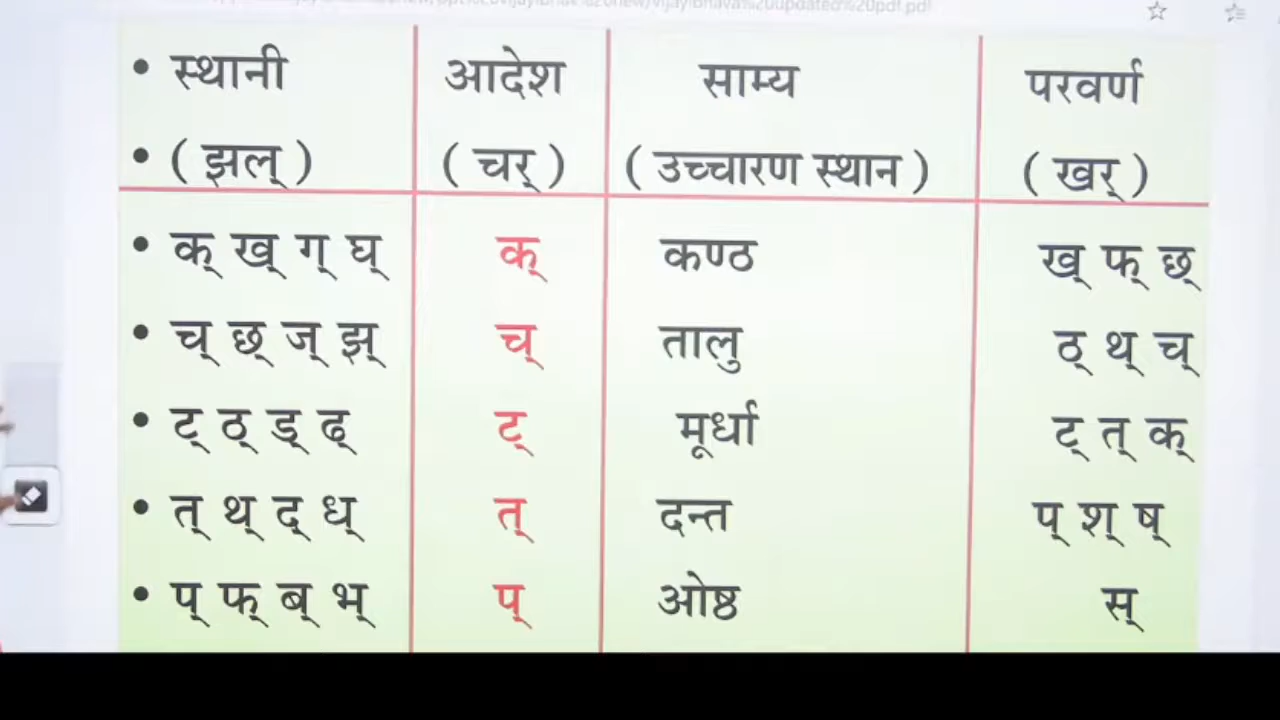 • स्थानी आदेश साम्य परवर्ण
• ( झल् ) ( चर् ) ( उच्चारण स्थान ) ( खर् )
• क् ख् ग् घ् क् कण्ठ ख् फ् छ्
• च् छ् ज् झ् च् तालु ठ् थ् च्
• ट् ठ् ड् ढ् ट् मूर्धा ट् त् क्
• त् थ् द् ध् त् दन्त प् श् ष्
• प् फ् ब् भ् प् ओष्ठ स्